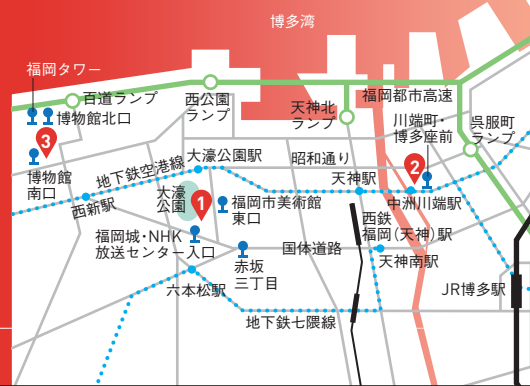 博多湾
福岡タワー
百道ランプ
博物館北口
3
博物館
南口
西公園
ランプ
天神北
ランプ
福岡都市高速
川端町・
博多座前
呉服町
ランプ
地下鉄空港線
大濠公園駅
昭和通り
2
天神駅
中洲川端駅
西新駅
大濠
公園
1
福岡市美術館
東口
西鉄
福岡(天神)駅
福岡城・NHK
放送センター入口
国体道路
天神南駅
赤坂
三丁目
六本松駅
JR博多駅
地下鉄七隈線